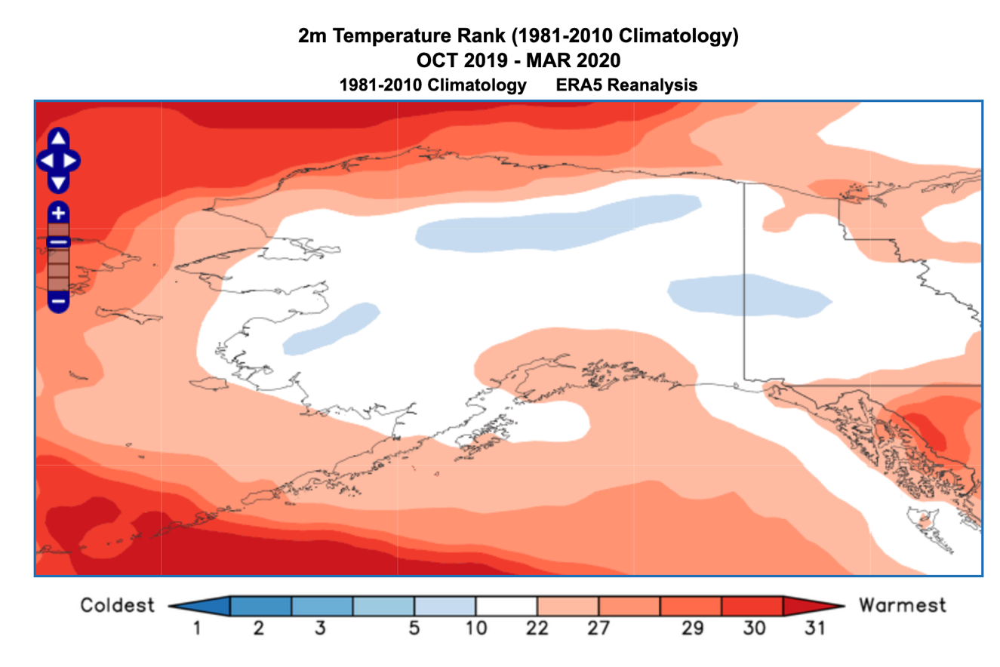 2m Temperature Rank (1981-2010 Climatology)
OCT 2019 - MAR 2020
1981-2010 Climatology ERA5 Reanalysis
Coldest Warmest
1 2 3 5 10 22 27 29 30 31